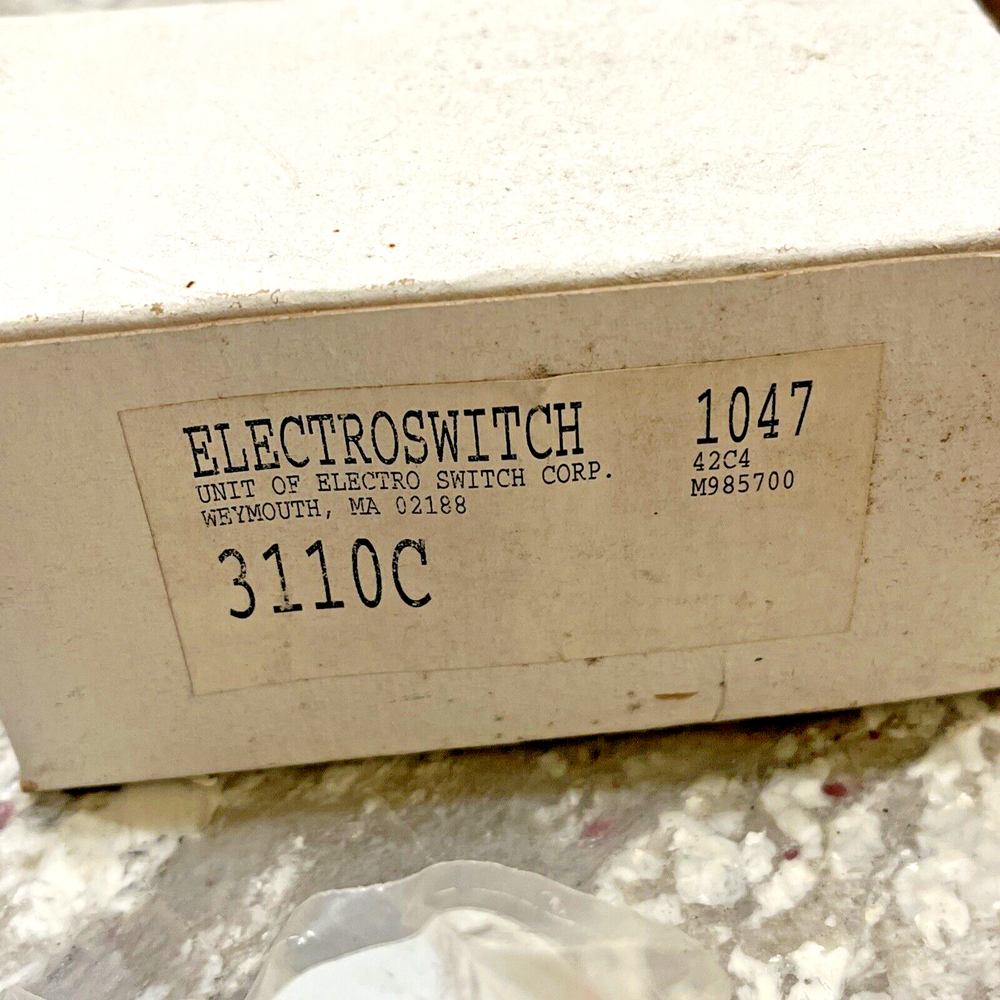 ELECTROSWITCH 1047
UNIT OF ELECTRO SWITCH CORP. 42C4
WEYMOUTH, MA 02188 M985700
3110C